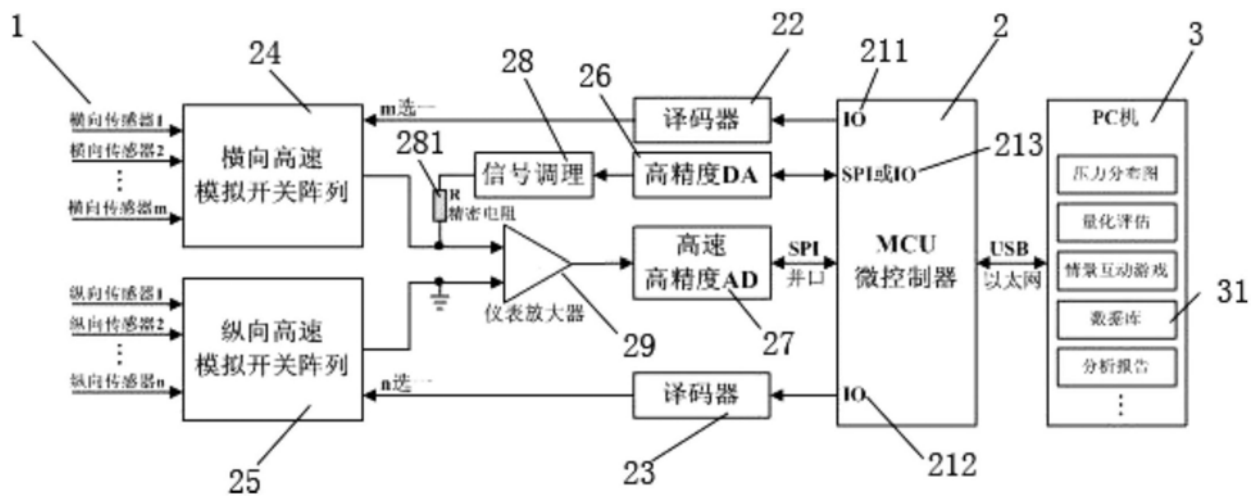 1
24
28
26
22
211
2
3
横向传感器1
横向传感器2
横向传感器m
横向高速
模拟开关阵列
m选一
281
R
精密电阻
信号调理
译码器
高精度DA
IO
SPI或IO
213
MCU
微控制器
PC机
压力分布图
量化评估
情景互动游戏
数据库
分析报告
31
USB
以太网
SPI
并口
高速
高精度AD
27
仪表放大器
29
纵向传感器1
纵向传感器2
纵向传感器n
纵向高速
模拟开关阵列
25
n选一
译码器
23
IO
212